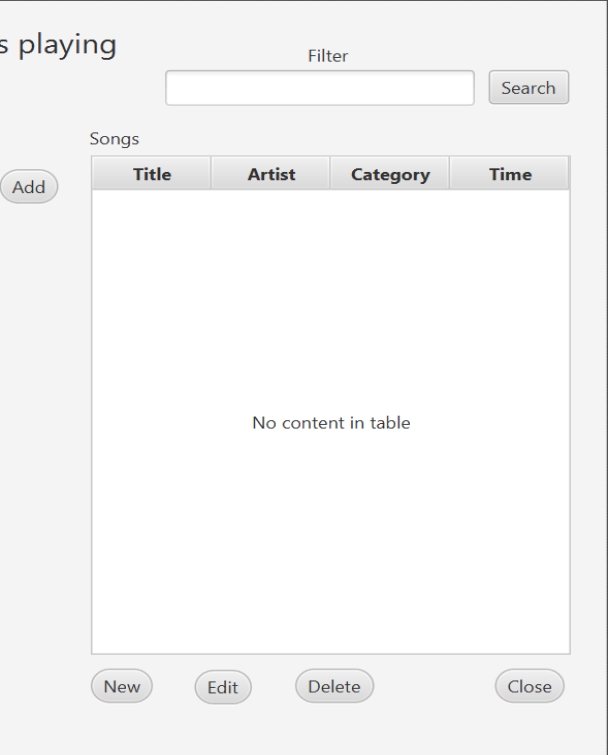 s playing
Filter
Search
Songs
Add
Title Artist Category Time
No content in table
New Edit Delete Close